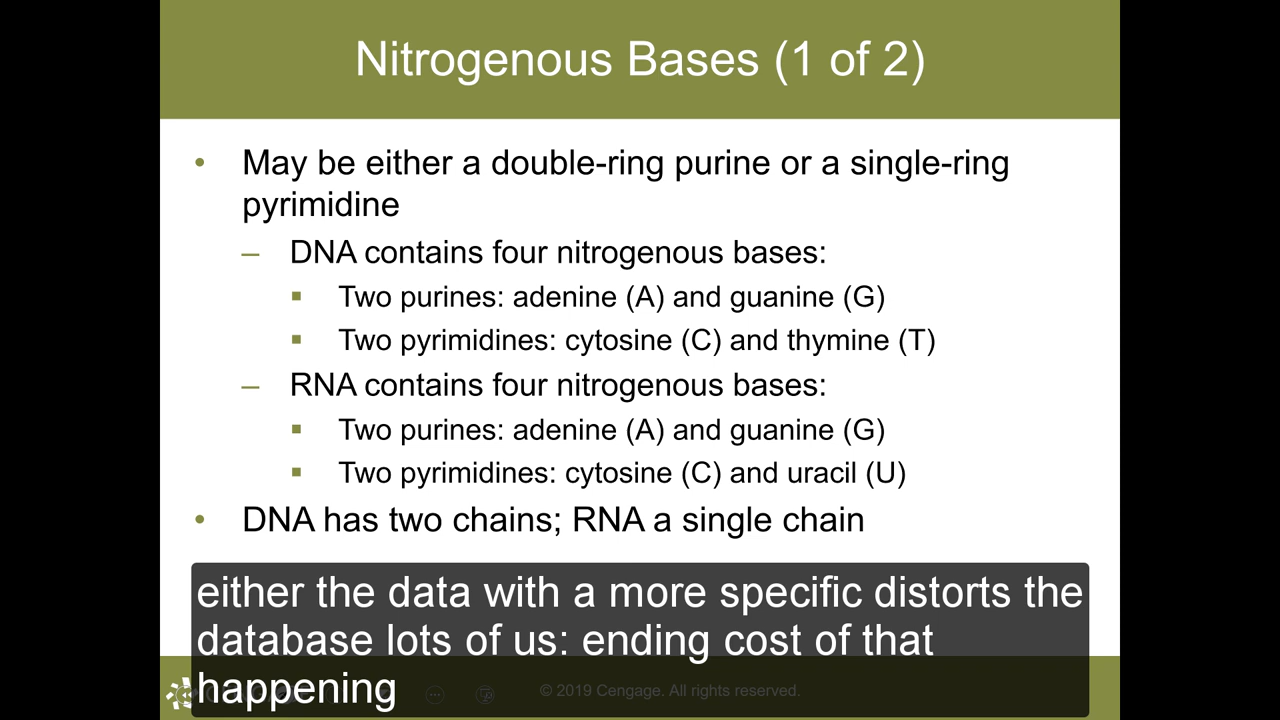 Nitrogenous Bases (1 of 2)
• May be either a double-ring purine or a single-ring
pyrimidine
– DNA contains four nitrogenous bases:
▪ Two purines: adenine (A) and guanine (G)
▪ Two pyrimidines: cytosine (C) and thymine (T)
– RNA contains four nitrogenous bases:
▪ Two purines: adenine (A) and guanine (G)
▪ Two pyrimidines: cytosine (C) and uracil (U)
• DNA has two chains; RNA a single chain
either the data with a more specific distorts the
database lots of us: ending cost of that
happening
© 2019 Cengage. All rights reserved.